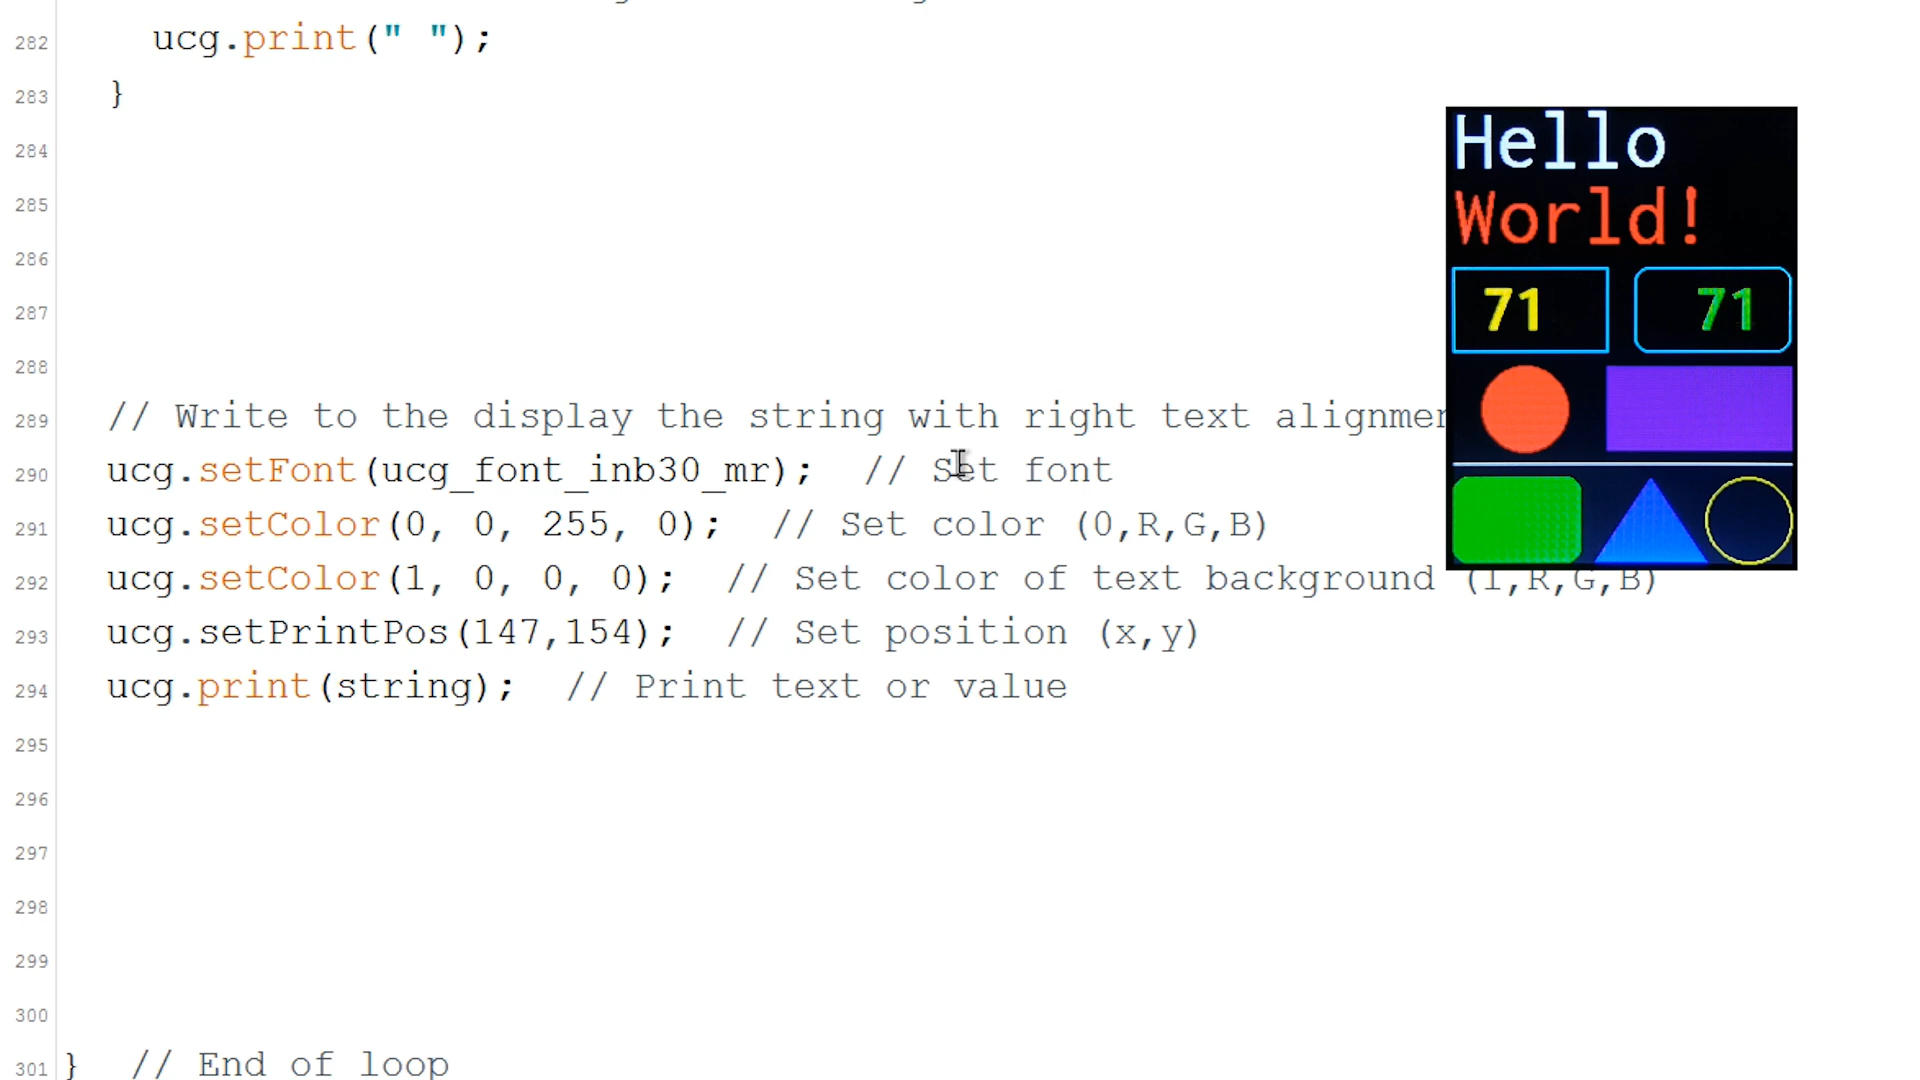 282 ucg.print(" ");
283 }
284
285
286
287
288
289 // Write to the display the string with right text
290 ucg.setFont(ucg_font_inb30_mr); // Set font
291 ucg.setColor(0, 0, 255, 0); // Set color (0,R,G,B)
292 ucg.setColor(1, 0, 0, 0); // Set color of text background (1,R,G,B)
293 ucg.setPrintPos(147,154); // Set position (x,y)
294 ucg.print(string); // Print text or value
295
296
297
298
299
300
301 } // End of loop
Hello
World!
71 71